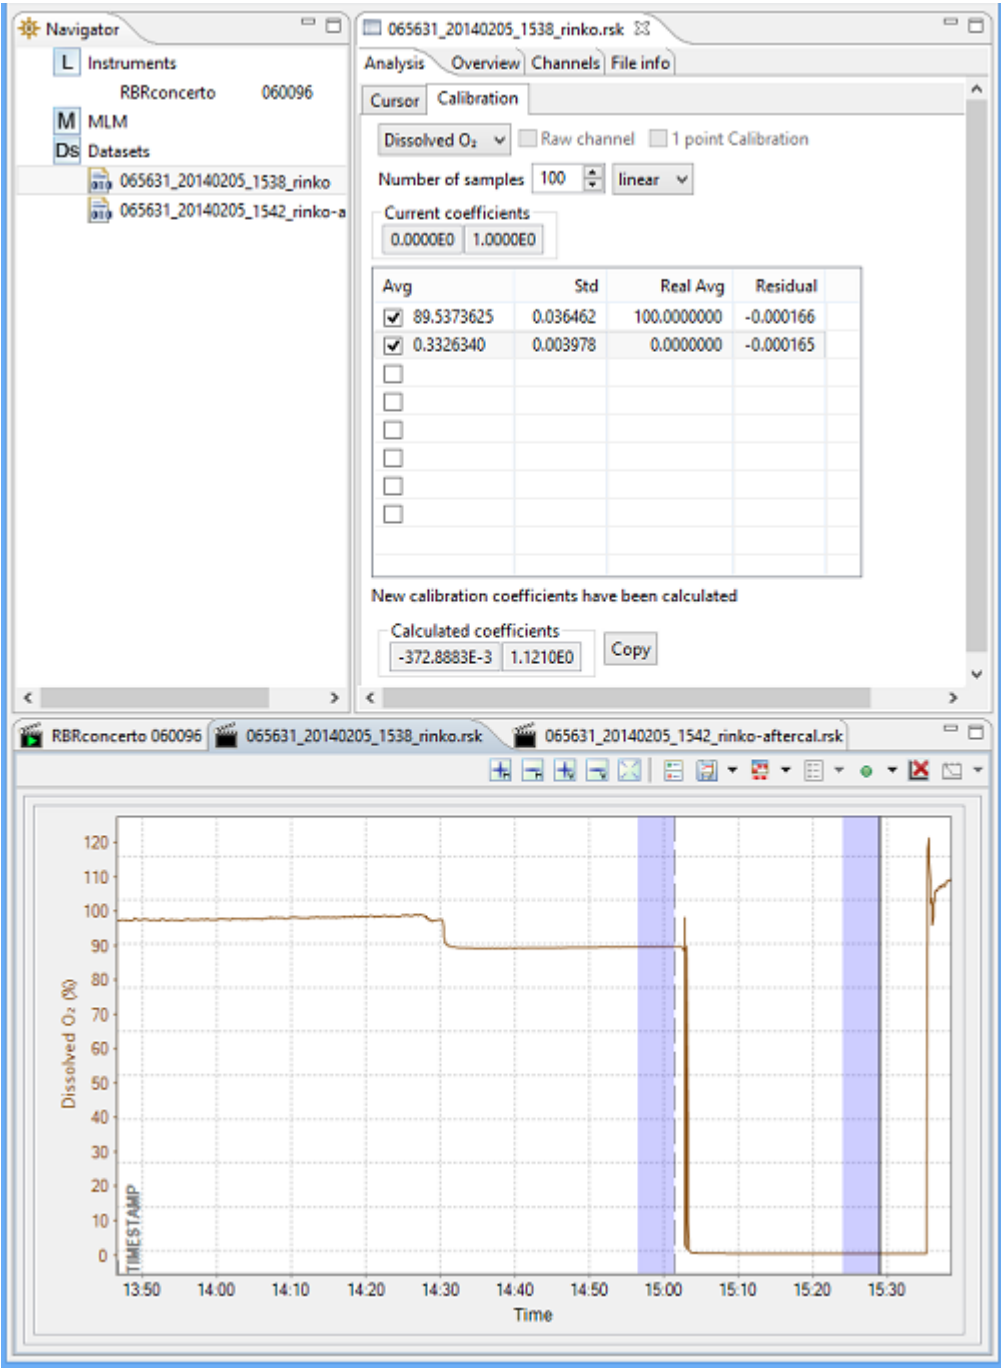 Navigator
L Instruments
RBRconcerto 060096
M MLM
Ds Datasets
065631_20140205_1538_rinko
065631_20140205_1542_rinko-a
065631_20140205_1538_rinko.rsk
Analysis Overview Channels File info
Cursor Calibration
Dissolved O₂ Raw channel 1 point Calibration
Number of samples 100 linear
Current coefficients
0.0000E0 1.0000E0
Avg Std Real Avg Residual
89.5373625 0.036462 100.0000000 -0.000166
0.3326340 0.003978 0.0000000 -0.000165
New calibration coefficients have been calculated
Calculated coefficients
-372.8883E-3 1.1210E0 Copy
RBRconcerto 060096 065631_20140205_1538_rinko.rsk 065631_20140205_1542_rinko-aftercal.rsk
Dissolved O₂ (%)
120
110
100
90
80
70
60
50
40
30
20
10
0
TIMESTAMP
13:50 14:00 14:10 14:20 14:30 14:40 14:50 15:00 15:10 15:20 15:30
Time